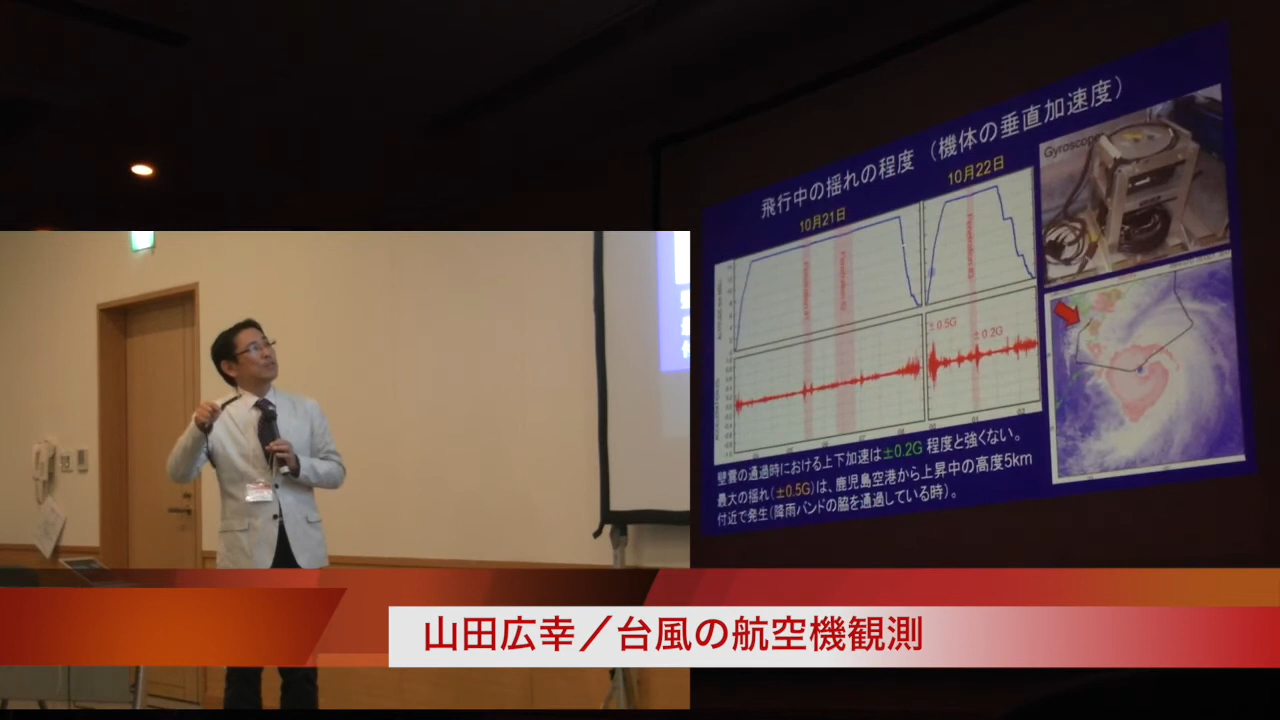 飛行中の揺れの程度 (機体の垂直加速度)
10月21日
10月22日
Gyroscope
±0.5G
±0.2G
壁雲の通過時における上下加速は±0.2G 程度と強くない。
最大の揺れ(±0.5G)は、鹿児島空港から上昇中の高度5km
付近で発生(降雨バンドの脇を通過している時)。
山田広幸／台風の航空機観測